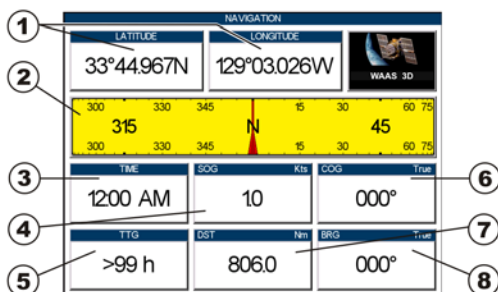 NAVIGATION
1
LATITUDE
LONGITUDE
33°44.967N
129°03.026W
WAAS 3D
2
300 330 345 15 30 60 75
315 N 45
300 330 345 15 30 60 75
3
TIME
SOG Kts
COG True
6
12:00 AM
1.0
000°
4
7
TTG
DST Nm
BRG True
5
>99 h
806.0
000°
8